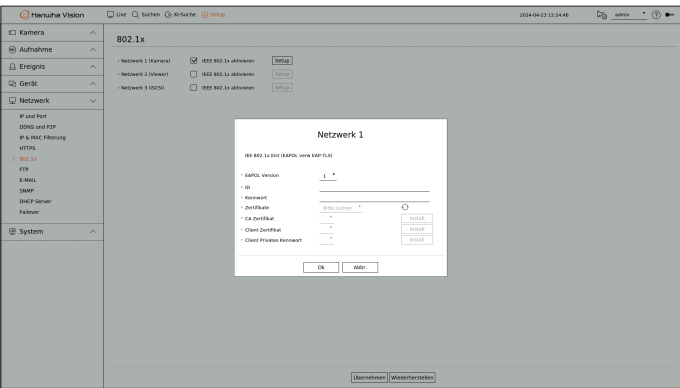 Hanwha Vision
Live
Suchen
KI-Suche
Setup
2024-04-23 12:24:46
admin
?
Kamera
Aufnahme
Ereignis
Gerät
Netzwerk
IP und Port
DDNS und P2P
IP & MAC Filterung
HTTPS
802.1x
FTP
E-MAIL
SNMP
DHCP Server
Failover
System
802.1x
Netzwerk 1 (Kamera) IEEE 802.1x aktivieren Setup
Netzwerk 2 (Viewer) IEEE 802.1x aktivieren Setup
Netzwerk 3 (iSCSI) IEEE 802.1x aktivieren Setup
Netzwerk 1
IEE 802.1x Eist (EAPOL verw EAP-TLS)
EAPOL Version 1
ID
Kennwort
Zertifikate Bitte suchen
CA Zertifikat Install
Client Zertifikat Install
Client Privates Kennwort Install
Ok Abbr.
Übernehmen Wiederherstellen